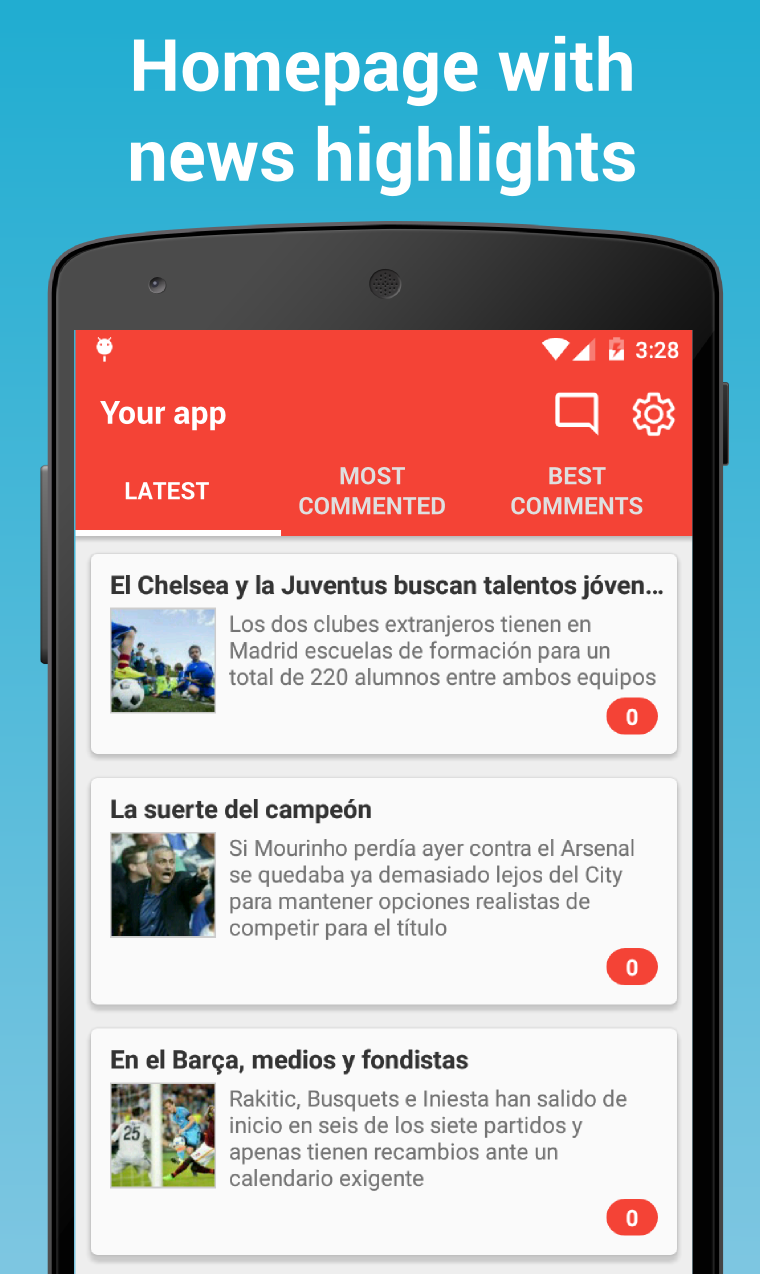 Homepage with
news highlights
3:28
Your app
LATEST
MOST
COMMENTED
BEST
COMMENTS
El Chelsea y la Juventus buscan talentos jóven...
Los dos clubes extranjeros tienen en
Madrid escuelas de formación para un
total de 220 alumnos entre ambos equipos
0
La suerte del campeón
Si Mourinho perdía ayer contra el Arsenal
se quedaba ya demasiado lejos del City
para mantener opciones realistas de
competir para el título
0
En el Barça, medios y fondistas
25
Rakitic, Busquets e Iniesta han salido de
inicio en seis de los siete partidos y
apenas tienen recambios ante un
calendario exigente
0